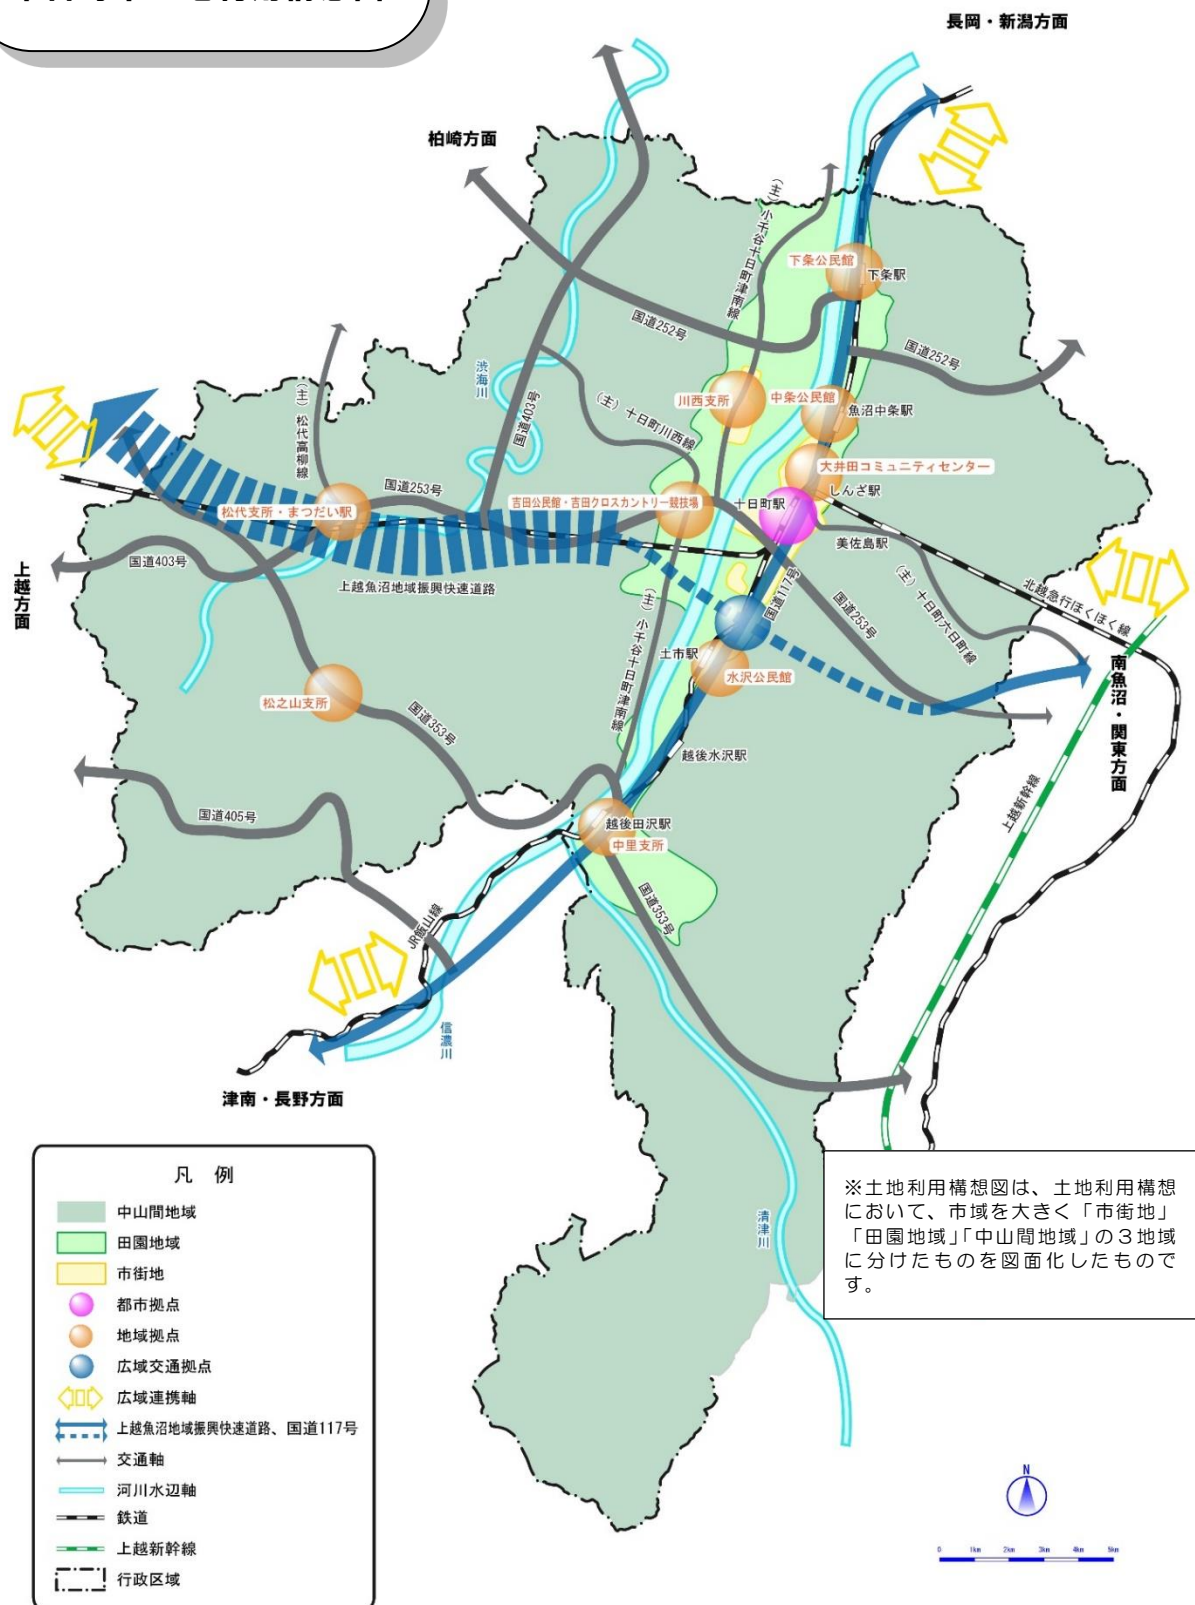 長岡・新潟方面
柏崎方面
(主)小千谷十日町津南線
下条公民館
下条駅
国道252号
国道252号
渋海川
(主)松代高柳線
国道403号
(主)十日町川西線
川西支所
中条公民館
魚沼中条駅
大井田コミュニティセンター
しんざ駅
国道253号
松代支所・まつだい駅
吉田公民館・吉田クロスカントリー競技場
十日町駅
美佐島駅
上越方面
国道403号
上越魚沼地域振興快速道路
国道117号
国道253号
(主)十日町六日町線
北越急行ほくほく線
(主)小千谷十日町津南線
土市駅
水沢公民館
南魚沼・関東方面
松之山支所
国道353号
越後水沢駅
上越新幹線
国道405号
越後田沢駅
中里支所
国道353号
JR飯山線
信濃川
津南・長野方面
清津川
凡 例
中山間地域
田園地域
市街地
都市拠点
地域拠点
広域交通拠点
広域連携軸
上越魚沼地域振興快速道路、国道117号
交通軸
河川水辺軸
鉄道
上越新幹線
行政区域
※土地利用構想図は、土地利用構想
において、市域を大きく「市街地」
「田園地域」「中山間地域」の3地域
に分けたものを図面化したもので
す。
N
0 1km 2km 3km 4km 5km